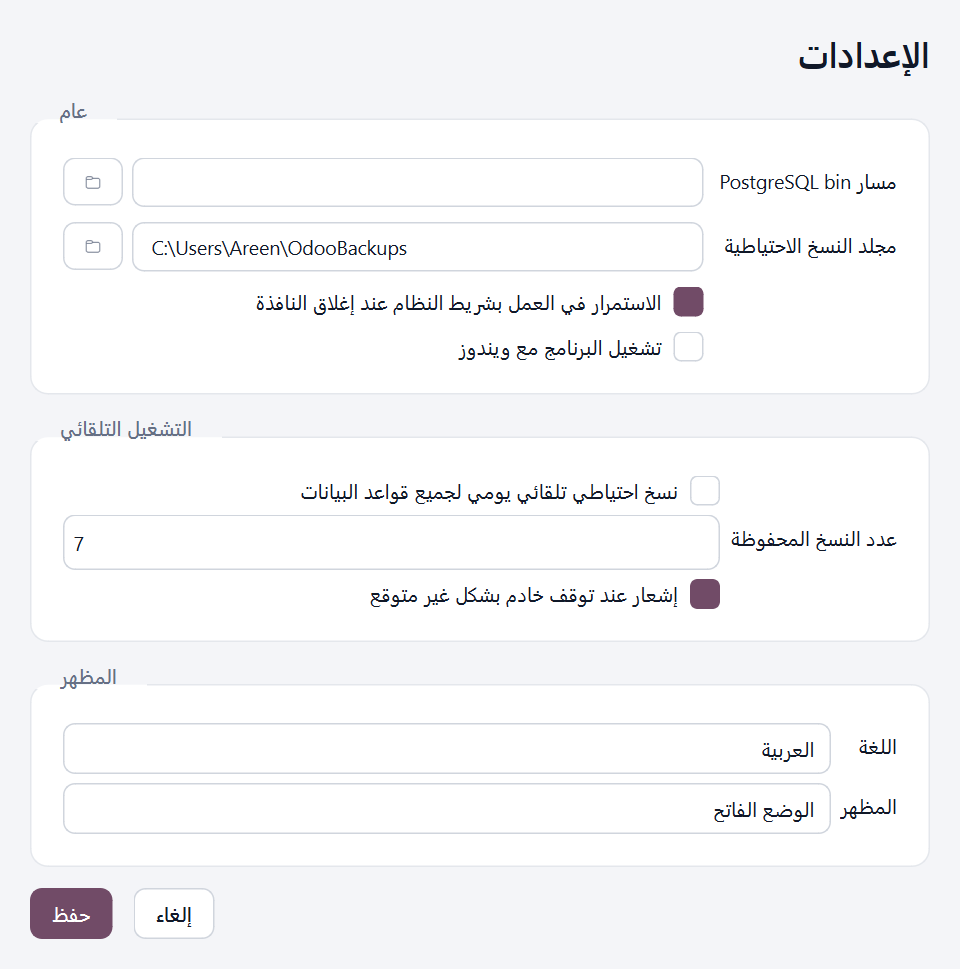 الإعدادات
عام
مسار PostgreSQL bin
مجلد النسخ الاحتياطية
C:\Users\Areen\OdooBackups
الاستمرار في العمل بشريط النظام عند إغلاق النافذة
تشغيل البرنامج مع ويندوز
التشغيل التلقائي
نسخ احتياطي تلقائي يومي لجميع قواعد البيانات
عدد النسخ المحفوظة
7
إشعار عند توقف خادم بشكل غير متوقع
المظهر
اللغة
العربية
المظهر
الوضع الفاتح
إلغاء
حفظ